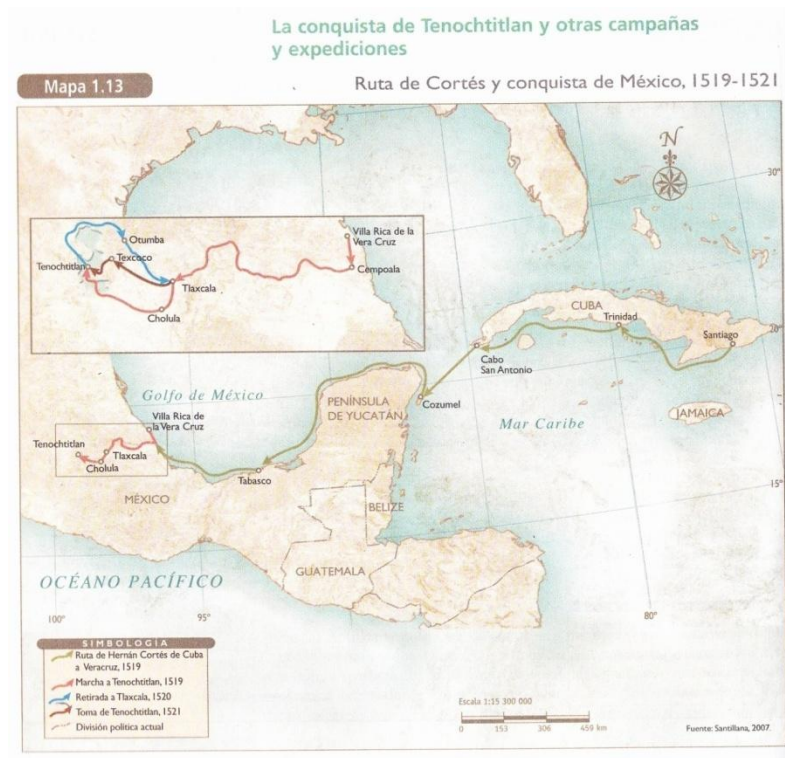 La conquista de Tenochtitlan y otras campañas
y expediciones
Mapa 1.13
Ruta de Cortés y conquista de México, 1519-1521
N
30°
Otumba
Texcoco
Tenochtitlan
Tlaxcala
Cholula
Villa Rica de la
Vera Cruz
Cempoala
CUBA
Trinidad
Santiago
20°
Cabo
San Antonio
Golfo de México
PENÍNSULA
DE YUCATÁN
Cozumel
Mar Caribe
JAMAICA
Villa Rica de
la Vera Cruz
Tenochtitlan
Tlaxcala
Cholula
Tabasco
15°
MÉXICO
BELIZE
GUATEMALA
OCÉANO PACÍFICO
100°
95°
80°
SIMBOLOGÍA
Ruta de Hernán Cortés de Cuba
a Veracruz, 1519
Marcha a Tenochtitlan, 1519
Retirada a Tlaxcala, 1520
Toma de Tenochtitlan, 1521
División política actual
Escala 1:15 300 000
0 153 306 459 km
Fuente: Santillana, 2007.